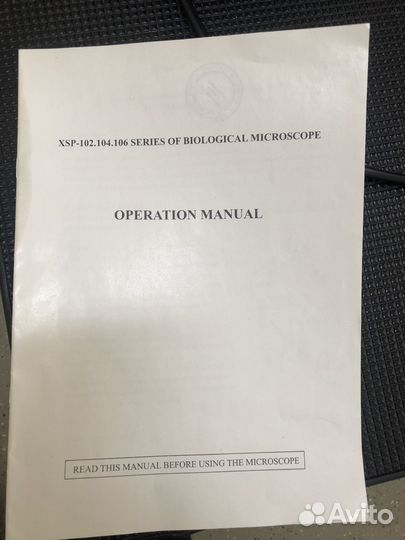 XSP-102.104.106 SERIES OF BIOLOGICAL MICROSCOPE
OPERATION MANUAL
READ THIS MANUAL BEFORE USING THE MICROSCOPE
Avito